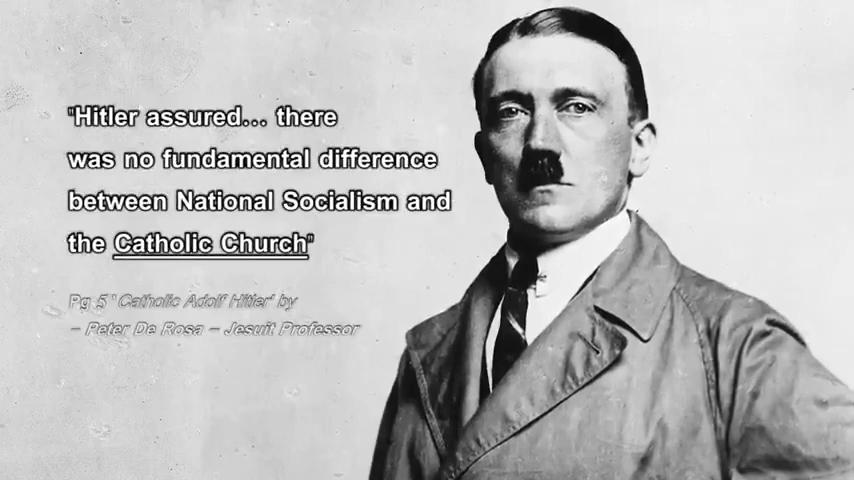 "Hitler assured... there
was no fundamental difference
between National Socialism and
the Catholic Church"
Pg 5 'Catholic Adolf Hitler' by
- Peter De Rosa - Jesuit Professor